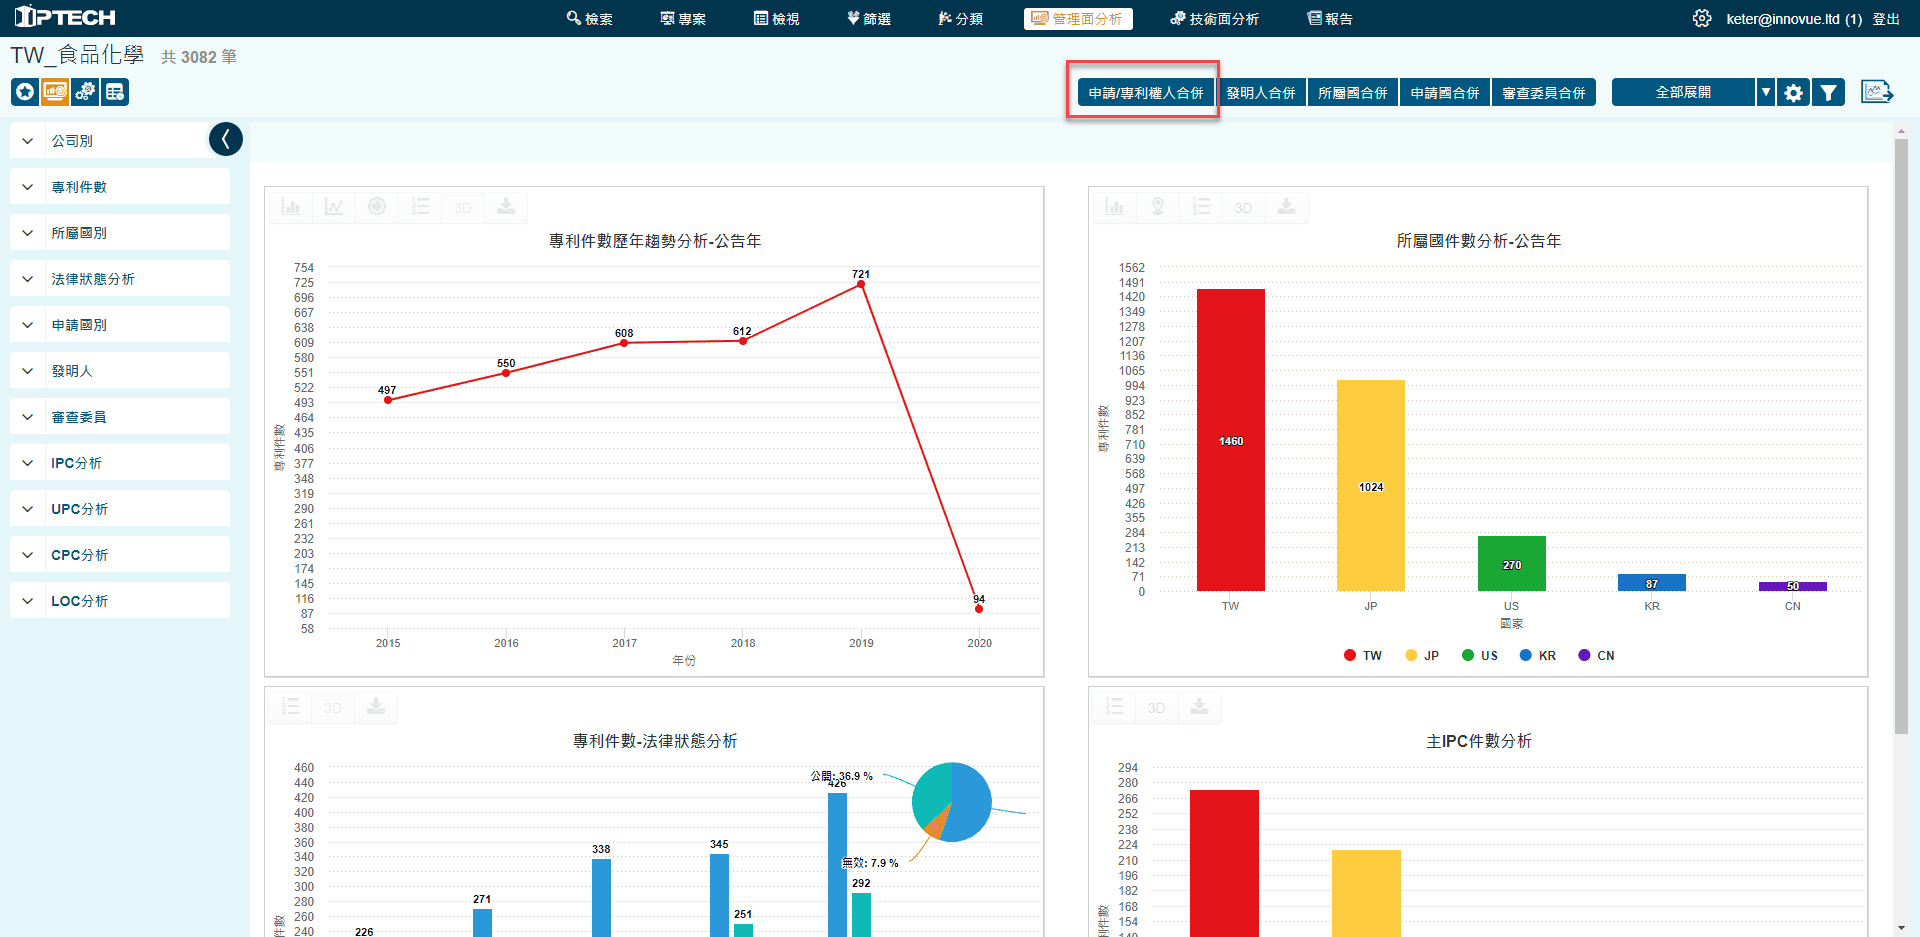 IPTECH
檢索
專案
檢視
篩選
分類
管理面分析
技術面分析
報告
keter@innovue.ltd (1)
登出
TW_食品化學 共 3082 筆
申請/專利權人合併
發明人合併
所屬國合併
申請國合併
審查委員合併
全部展開
公司別
專利件數
所屬國別
法律狀態分析
申請國別
發明人
審查委員
IPC分析
UPC分析
CPC分析
LOC分析
3D
專利件數歷年趨勢分析-公告年
754
725
696
667
638
609
580
551
522
493
464
435
406
377
348
319
290
261
232
203
174
145
116
87
58
專利件數
497
550
608
612
721
94
2015 2016 2017 2018 2019 2020
年份
3D
所屬國件數分析-公告年
1562
1491
1420
1349
1278
1207
1136
1065
994
923
852
781
710
639
568
497
426
355
284
213
142
71
0
專利件數
1460
1024
270
87
50
TW JP US KR CN
國家
TW JP US KR CN
3D
專利件數-法律狀態分析
460
440
420
400
380
360
340
320
300
280
260
240
件數
226
271
338
345
251
426
292
公開: 36.9 %
無效: 7.9 %
3D
主IPC件數分析
294
280
266
252
238
224
210
196
182
168
154
140
利件數